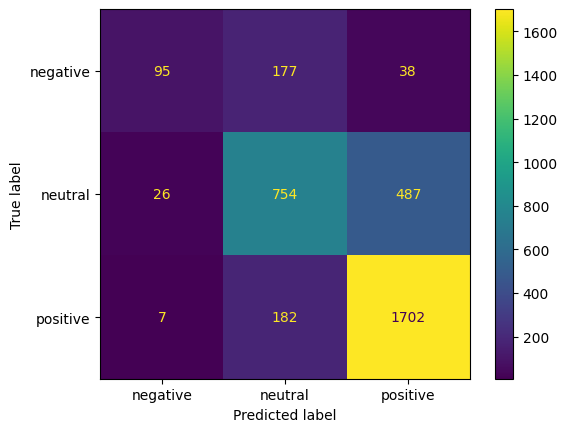 True label
negative 95 177 38
neutral 26 754 487
positive 7 182 1702
negative neutral positive
Predicted label
1600
1400
1200
1000
800
600
400
200